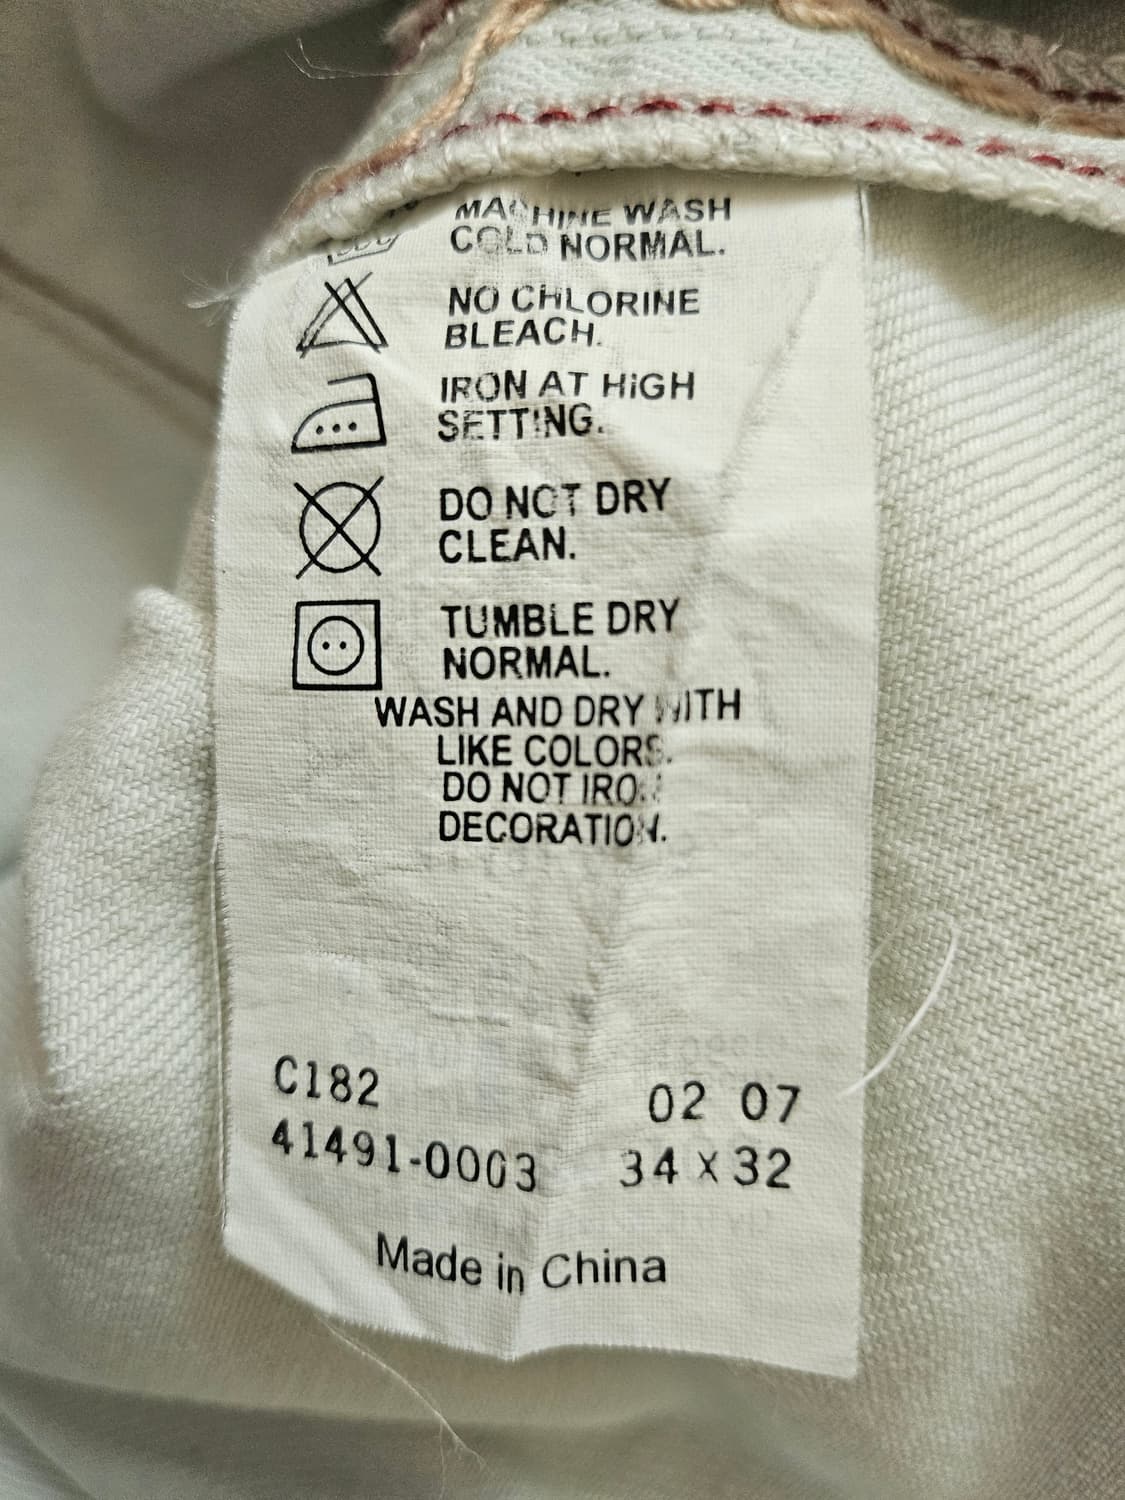 MACHINE WASH
COLD NORMAL.
NO CHLORINE
BLEACH.
IRON AT HiGH
SETTING.
DO NOT DRY
CLEAN.
TUMBLE DRY
NORMAL.
WASH AND DRY WITH
LIKE COLORS.
DO NOT IRON
DECORATION.
C182 02 07
41491-0003 34 x 32
Made in China